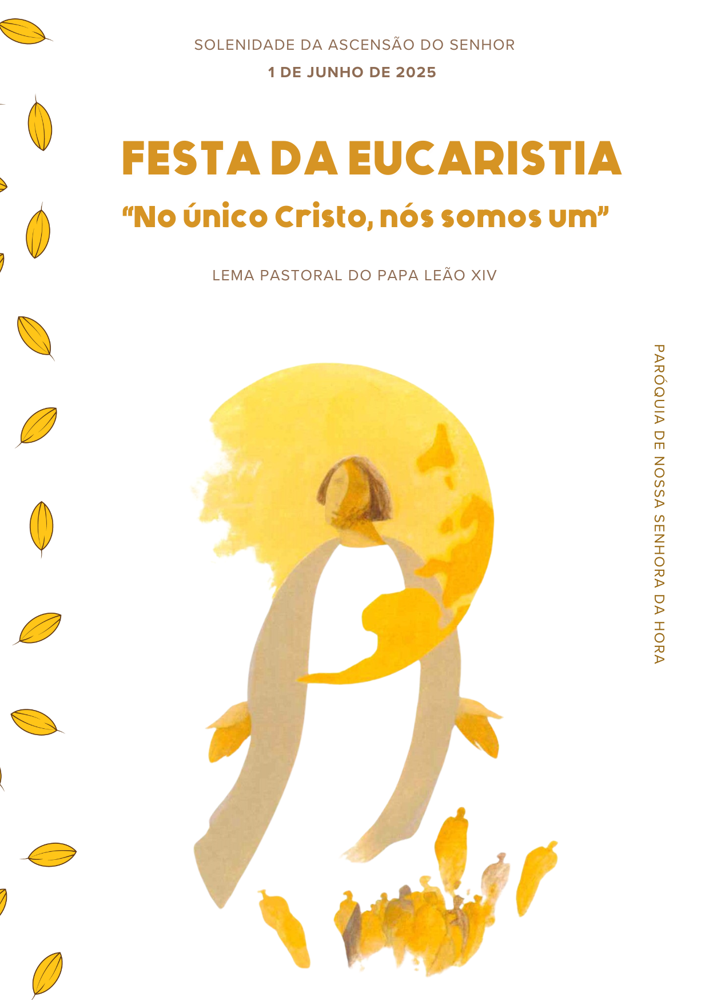 SOLENIDADE DA ASCENSÃO DO SENHOR
1 DE JUNHO DE 2025
FESTA DA EUCARISTIA
“No único Cristo, nós somos um”
LEMA PASTORAL DO PAPA LEÃO XIV
PARÓQUIA DE NOSSA SENHORA DA HORA